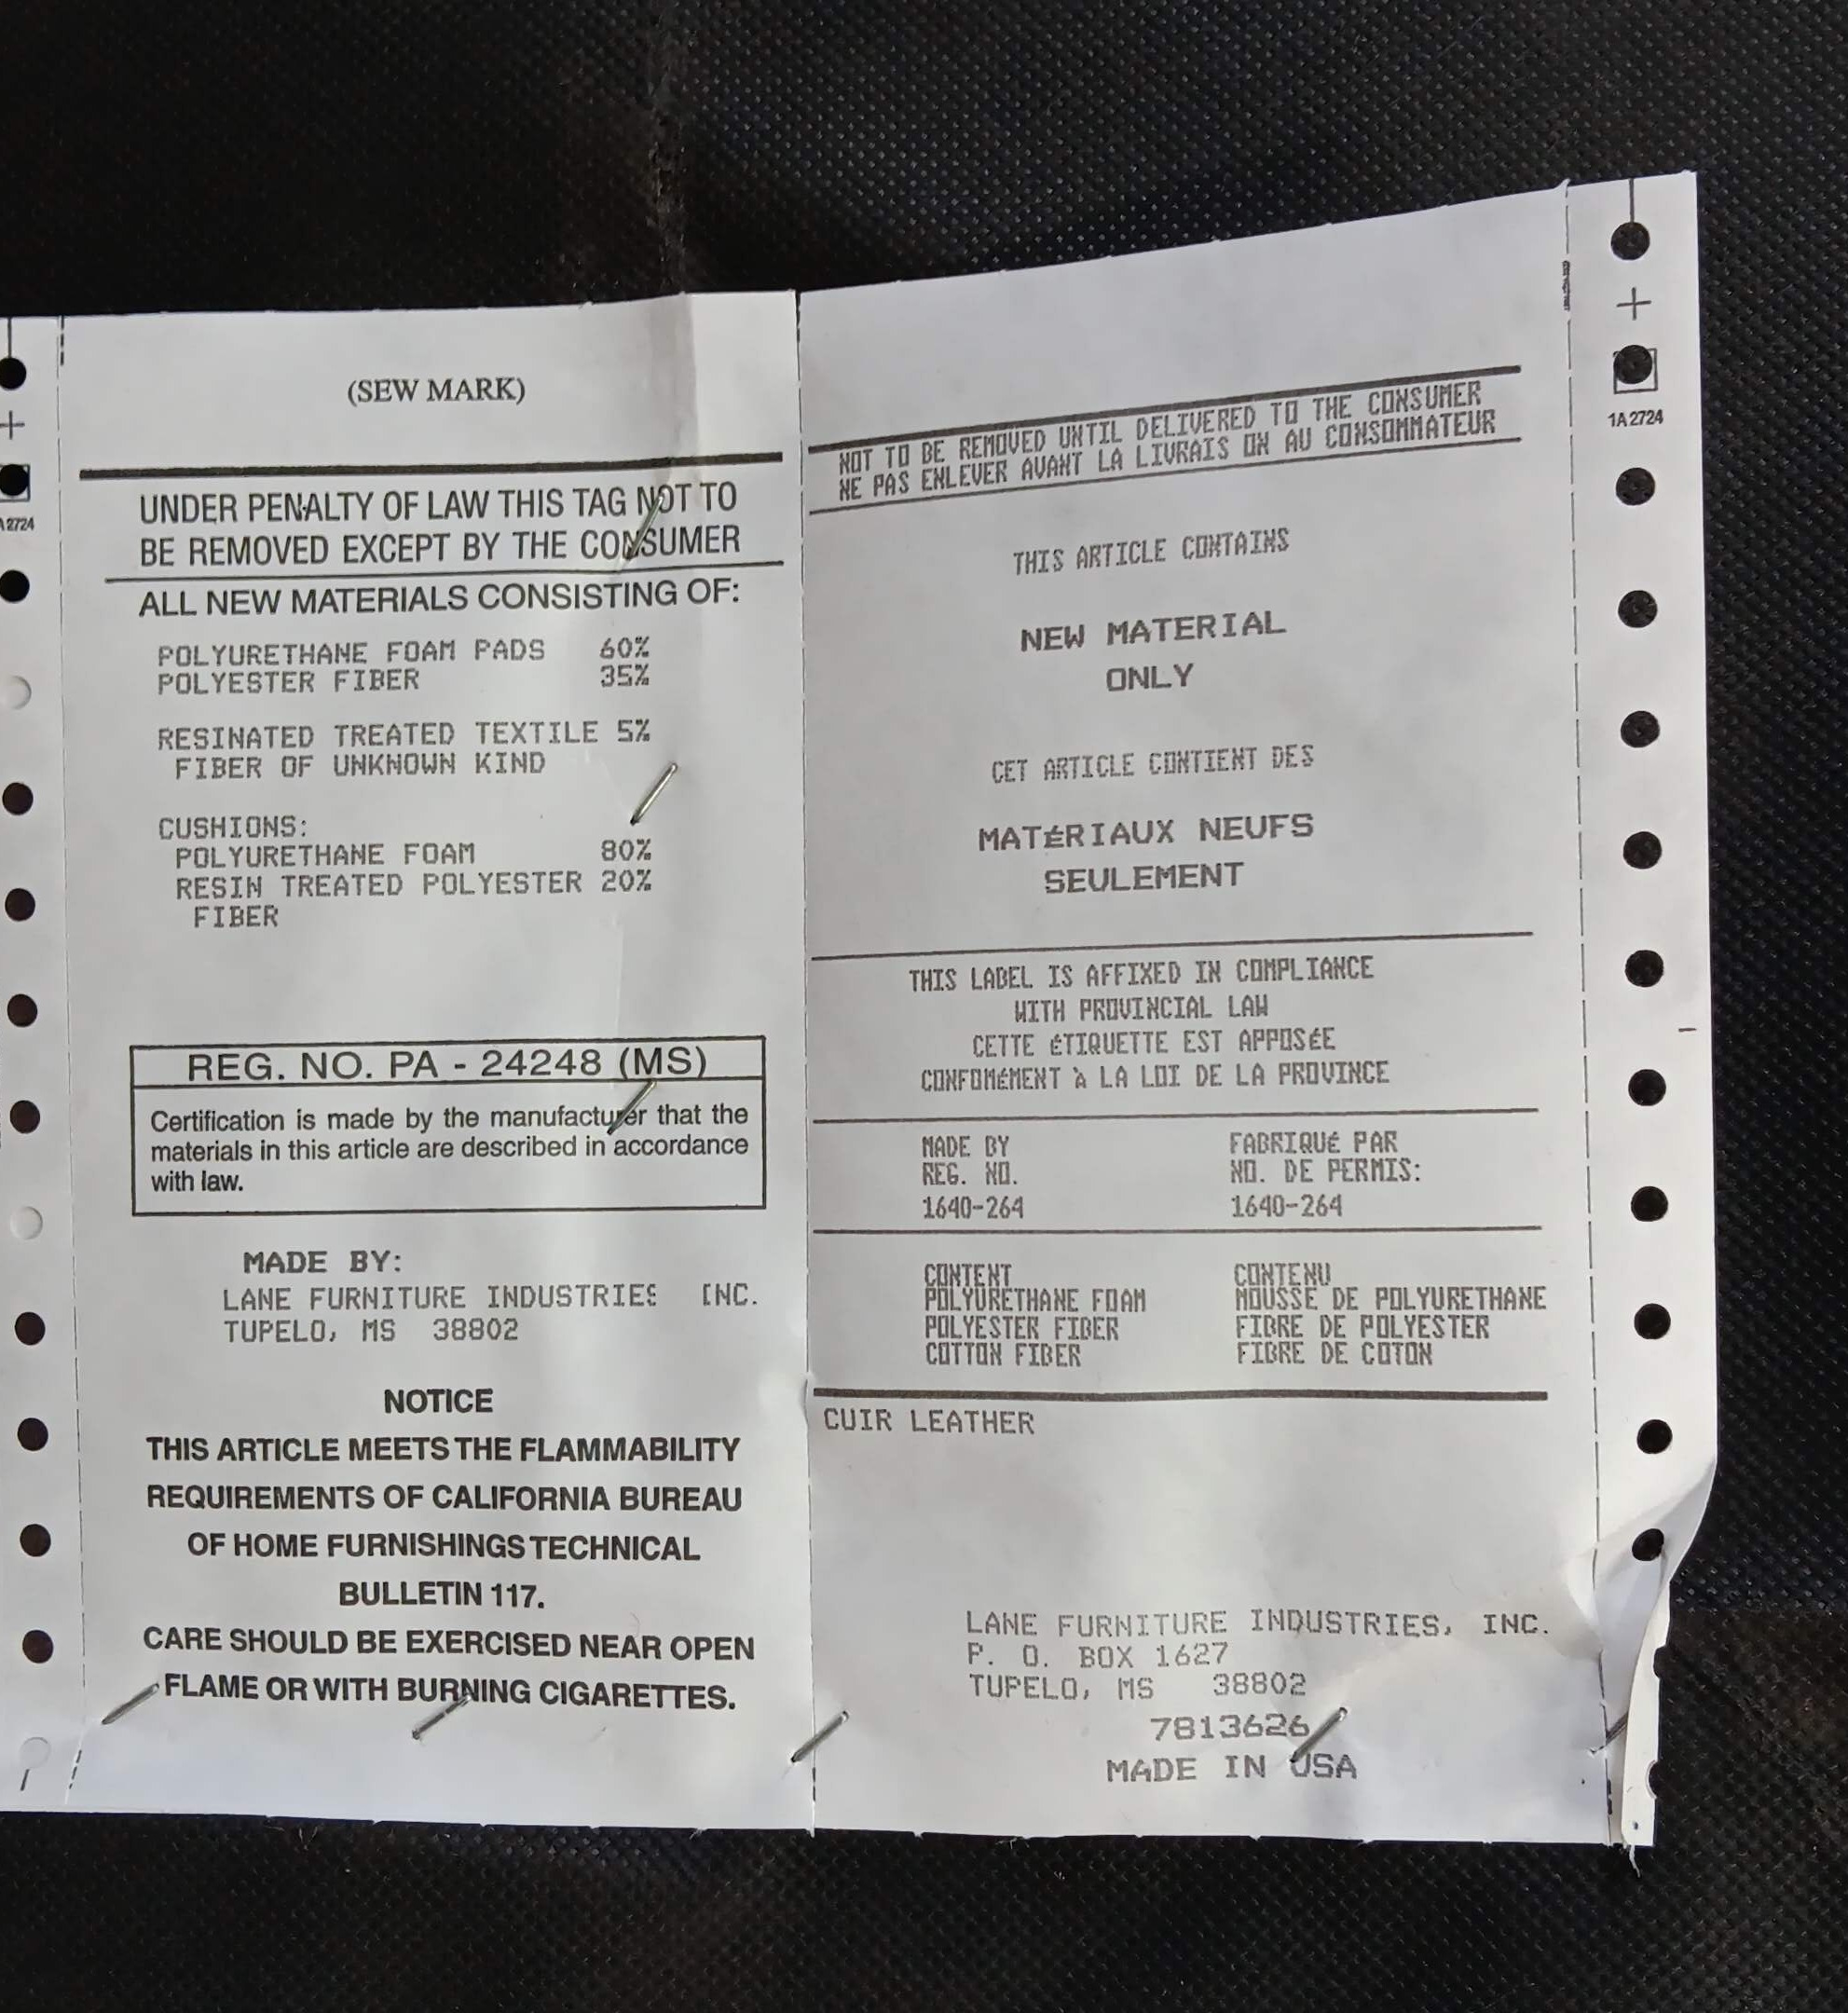 (SEW MARK)
UNDER PENALTY OF LAW THIS TAG NOT TO
BE REMOVED EXCEPT BY THE CONSUMER
ALL NEW MATERIALS CONSISTING OF:
POLYURETHANE FOAM PADS 60%
POLYESTER FIBER 35%
RESINATED TREATED TEXTILE 5%
FIBER OF UNKNOWN KIND
CUSHIONS:
POLYURETHANE FOAM 80%
RESIN TREATED POLYESTER 20%
FIBER
REG. NO. PA - 24248 (MS)
Certification is made by the manufacturer that the
materials in this article are described in accordance
with law.
MADE BY:
LANE FURNITURE INDUSTRIES INC.
TUPELO, MS 38802
NOTICE
THIS ARTICLE MEETS THE FLAMMABILITY
REQUIREMENTS OF CALIFORNIA BUREAU
OF HOME FURNISHINGS TECHNICAL
BULLETIN 117.
CARE SHOULD BE EXERCISED NEAR OPEN
FLAME OR WITH BURNING CIGARETTES.
NOT TO BE REMOVED UNTIL DELIVERED TO THE CONSUMER
NE PAS ENLEVER AVANT LA LIVRAIS ON AU CONSOMMATEUR
THIS ARTICLE CONTAINS
NEW MATERIAL
ONLY
CET ARTICLE CONTIENT DES
MATÉRIAUX NEUFS
SEULEMENT
THIS LABEL IS AFFIXED IN COMPLIANCE
WITH PROVINCIAL LAW
CETTE ÉTIQUETTE EST APPOSÉE
CONFOMÉMENT À LA LOI DE LA PROVINCE
MADE BY FABRIQUÉ PAR
REG. NO. NO. DE PERMIS:
1640-264 1640-264
CONTENT CONTENU
POLYURETHANE FOAM MOUSSE DE POLYURETHANE
POLYESTER FIBER FIBRE DE POLYESTER
COTTON FIBER FIBRE DE COTON
CUIR LEATHER
LANE FURNITURE INDUSTRIES, INC.
P. O. BOX 1627
TUPELO, MS 38802
7813626
MADE IN USA
1A2724
2724